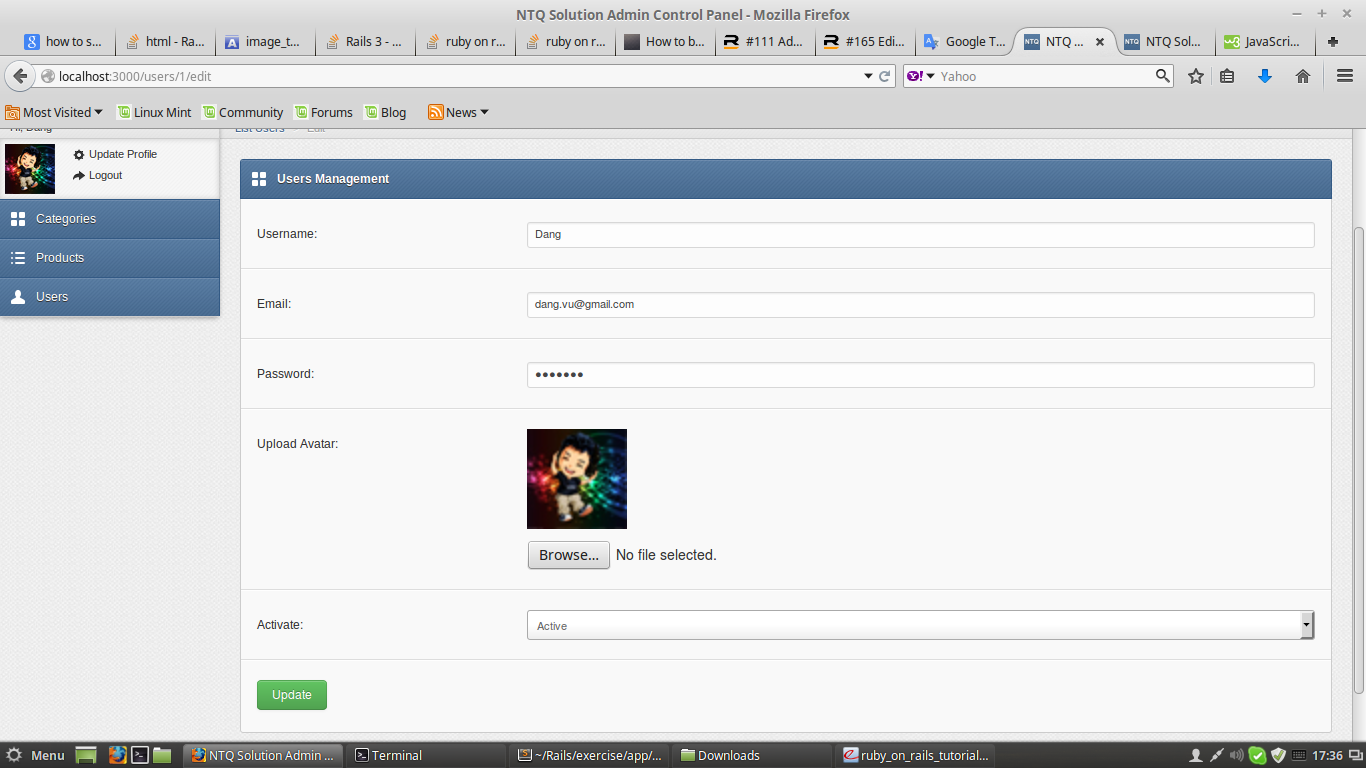 NTQ Solution Admin Control Panel - Mozilla Firefox
how to s...
html - Ra...
image_t...
Rails 3 - ...
ruby on r...
ruby on r...
How to b...
#111 Ad...
#165 Edi...
Google T...
NTQ ...
NTQ Sol...
JavaScri...
localhost:3000/users/1/edit
Yahoo
Most Visited
Linux Mint
Community
Forums
Blog
News
Hi, Dang
List Users
Edit
Update Profile
Logout
Categories
Products
Users
Users Management
Username:
Dang
Email:
dang.vu@gmail.com
Password:
Upload Avatar:
Browse...
No file selected.
Activate:
Active
Update
Menu
NTQ Solution Admin ...
Terminal
~/Rails/exercise/app/...
Downloads
ruby_on_rails_tutorial...
17:36